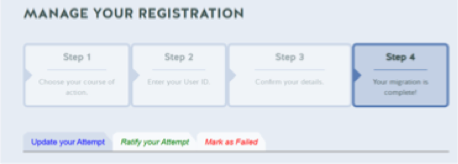 MANAGE YOUR REGISTRATION
Step 1
Choose your course of
action.
Step 2
Enter your User ID.
Step 3
Confirm your details.
Step 4
Your migration is
complete!
Update your Attempt
Ratify your Attempt
Mark as Failed